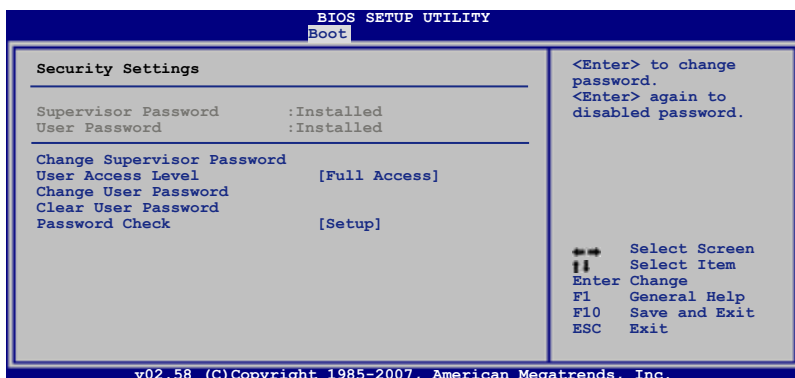 BIOS SETUP UTILITY
Boot
Security Settings
Supervisor Password :Installed
User Password :Installed
Change Supervisor Password
User Access Level [Full Access]
Change User Password
Clear User Password
Password Check [Setup]
<Enter> to change
password.
<Enter> again to
disabled password.
←→ Select Screen
↑↓ Select Item
Enter Change
F1 General Help
F10 Save and Exit
ESC Exit
v02.58 (C)Copyright 1985-2007, American Megatrends, Inc.